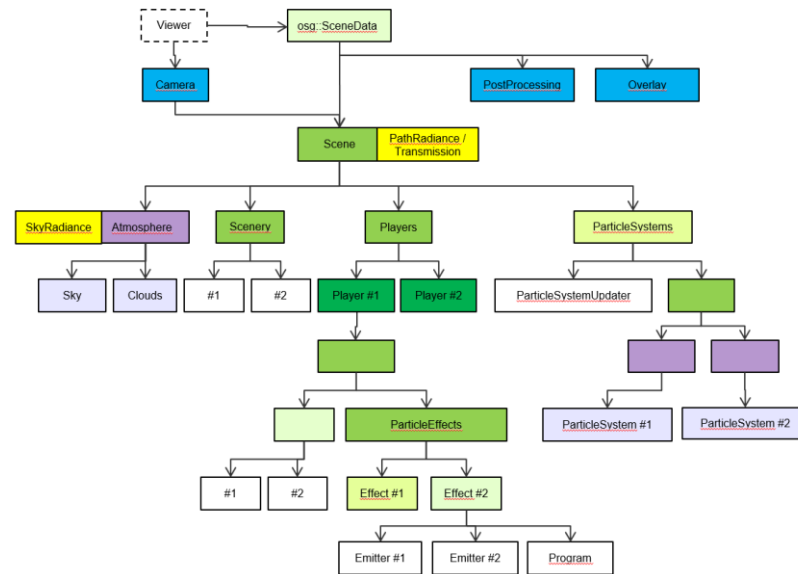 Viewer
osg::SceneData
Camera
PostProcessing
Overlay
Scene
PathRadiance /
Transmission
SkyRadiance
Atmosphere
Scenery
Players
ParticleSystems
Sky
Clouds
#1
#2
Player #1
Player #2
ParticleSystemUpdater
ParticleEffects
ParticleSystem #1
ParticleSystem #2
#1
#2
Effect #1
Effect #2
Emitter #1
Emitter #2
Program